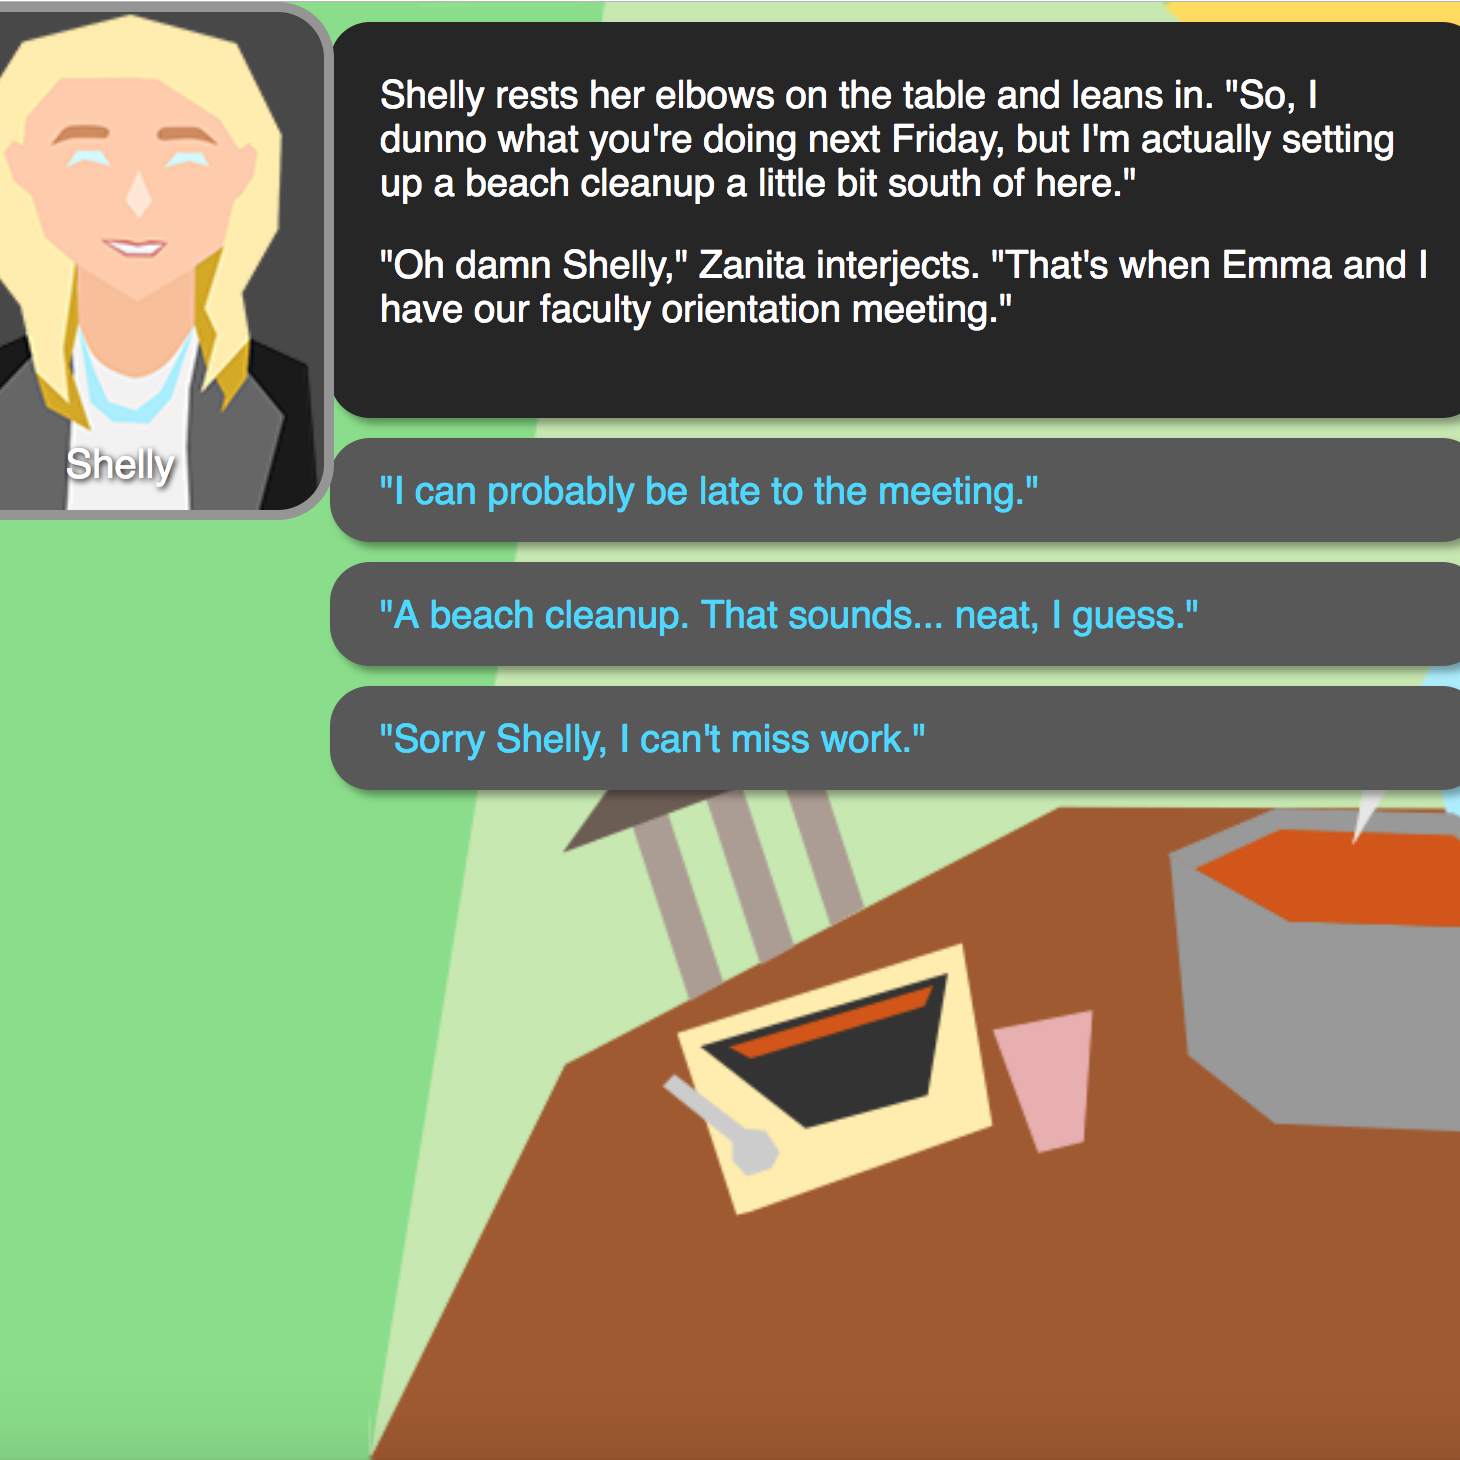 Shelly rests her elbows on the table and leans in. "So, I
dunno what you're doing next Friday, but I'm actually setting
up a beach cleanup a little bit south of here."
"Oh damn Shelly," Zanita interjects. "That's when Emma and I
have our faculty orientation meeting."
Shelly
"I can probably be late to the meeting."
"A beach cleanup. That sounds... neat, I guess."
"Sorry Shelly, I can't miss work."